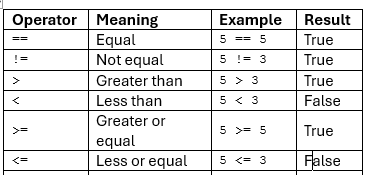 Operator Meaning Example Result
== Equal 5 == 5 True
!= Not equal 5 != 3 True
> Greater than 5 > 3 True
< Less than 5 < 3 False
>= Greater or equal 5 >= 5 True
<= Less or equal 5 <= 3 False